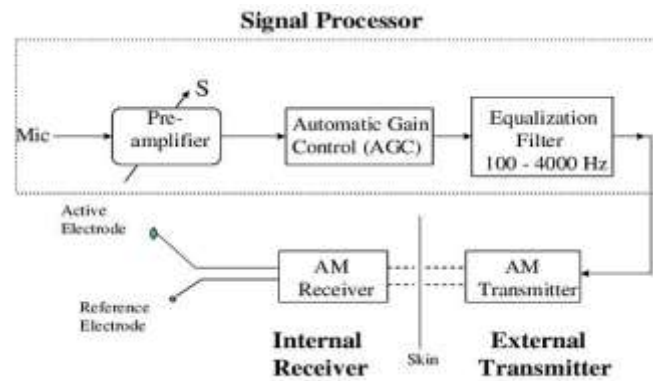 Signal Processor
S
Mic
Pre-
amplifier
Automatic Gain
Control (AGC)
Equalization
Filter
100 - 4000 Hz
Active
Electrode
Reference
Electrode
AM
Receiver
AM
Transmitter
Internal
Receiver
Skin
External
Transmitter